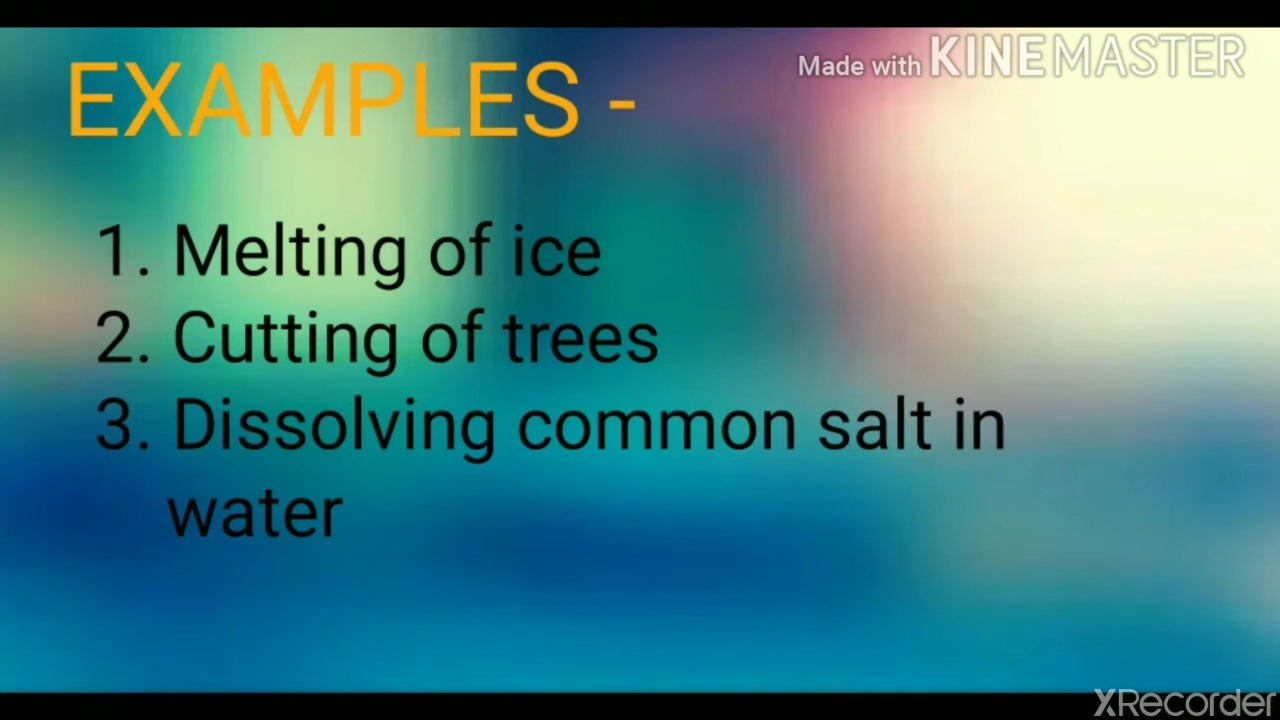 Made with KINEMASTER
EXAMPLES -
1. Melting of ice
2. Cutting of trees
3. Dissolving common salt in
water
XRecorder